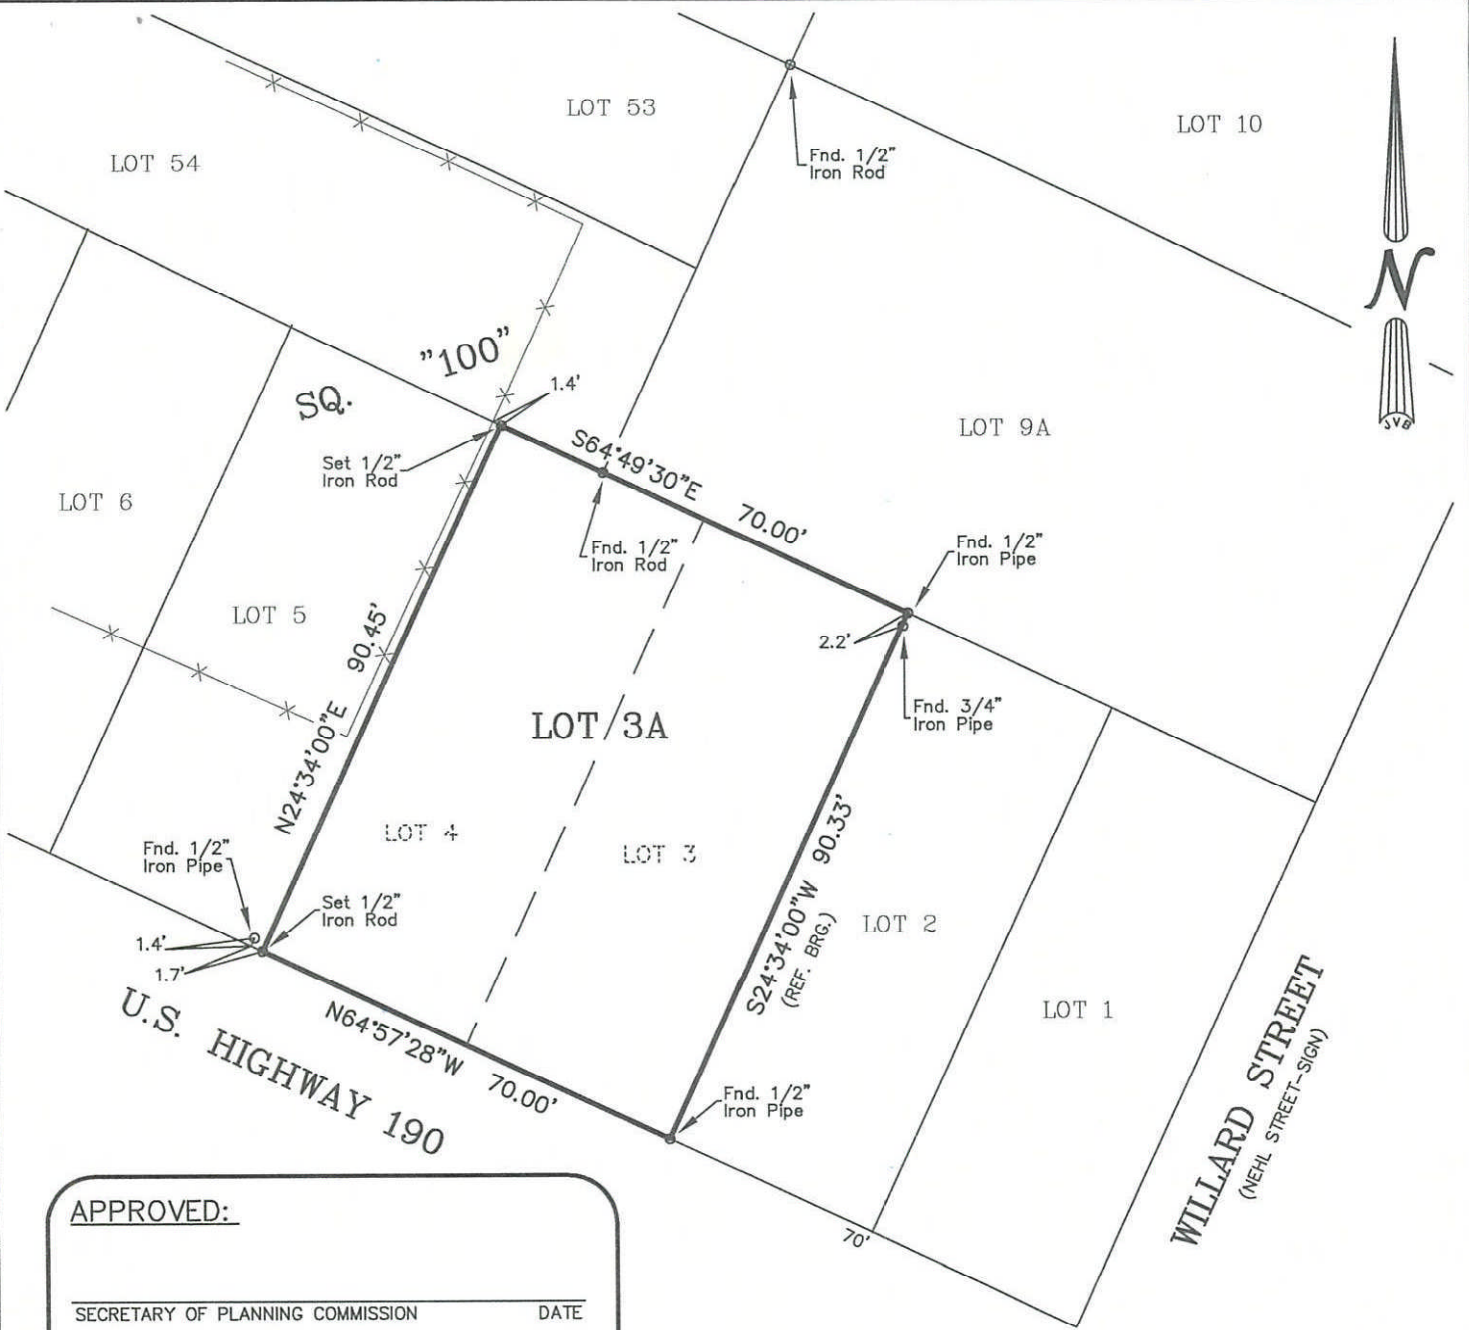 LOT 53
LOT 10
LOT 54
Fnd. 1/2"
Iron Rod
N
JVB
"100"
SQ.
1.4'
LOT 9A
S64°49'30"E 70.00'
Set 1/2"
Iron Rod
LOT 6
Fnd. 1/2"
Iron Rod
Fnd. 1/2"
Iron Pipe
LOT 5
2.2'
Fnd. 3/4"
Iron Pipe
N24°34'00"E 90.45'
LOT 3A
LOT 4
LOT 3
S24°34'00"W 90.33'
(REF. BRG.)
LOT 2
Fnd. 1/2"
Iron Pipe
Set 1/2"
Iron Rod
1.4'
1.7'
LOT 1
U.S. HIGHWAY 190
N64°57'28"W 70.00'
Fnd. 1/2"
Iron Pipe
WILLARD STREET
(NEHL STREET-SIGN)
70'
APPROVED:
SECRETARY OF PLANNING COMMISSION DATE